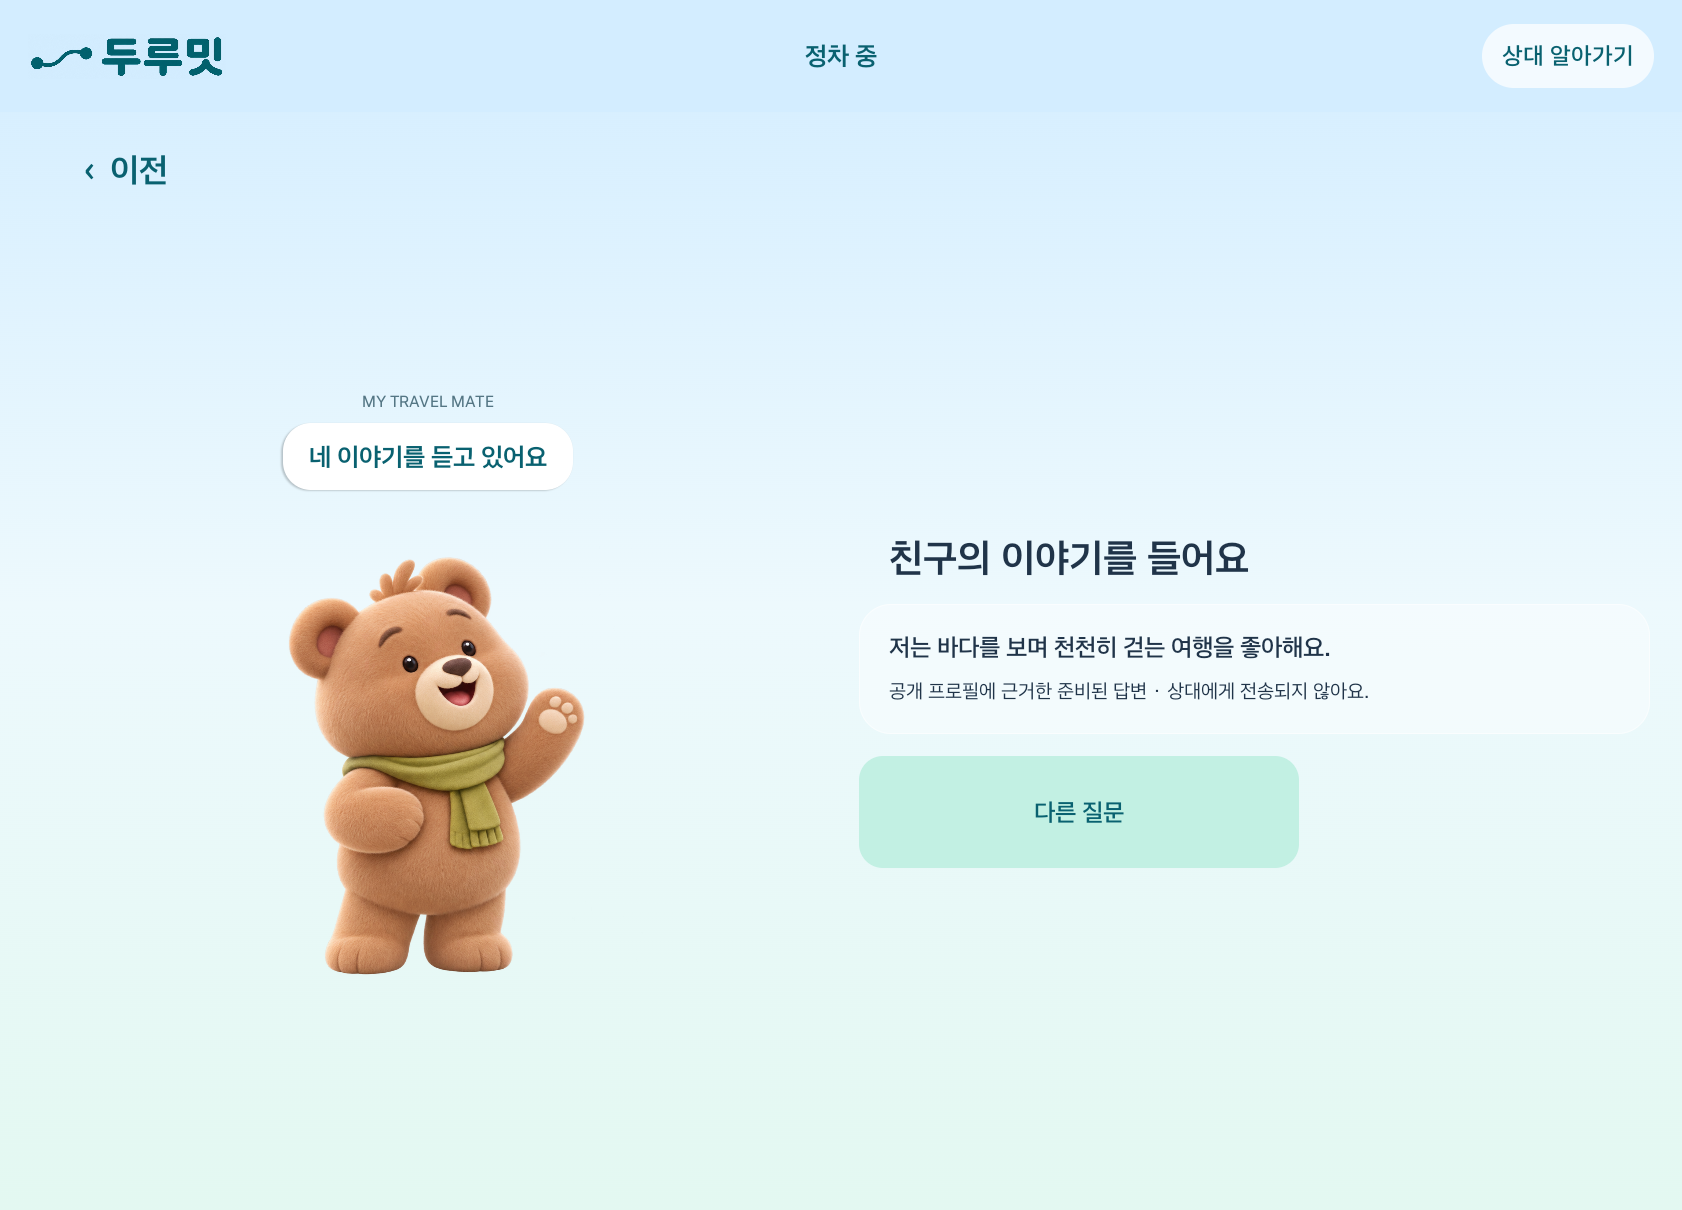 두루밋
정차 중
상대 알아가기
‹ 이전
MY TRAVEL MATE
네 이야기를 듣고 있어요
친구의 이야기를 들어요
저는 바다를 보며 천천히 걷는 여행을 좋아해요.
공개 프로필에 근거한 준비된 답변 · 상대에게 전송되지 않아요.
다른 질문